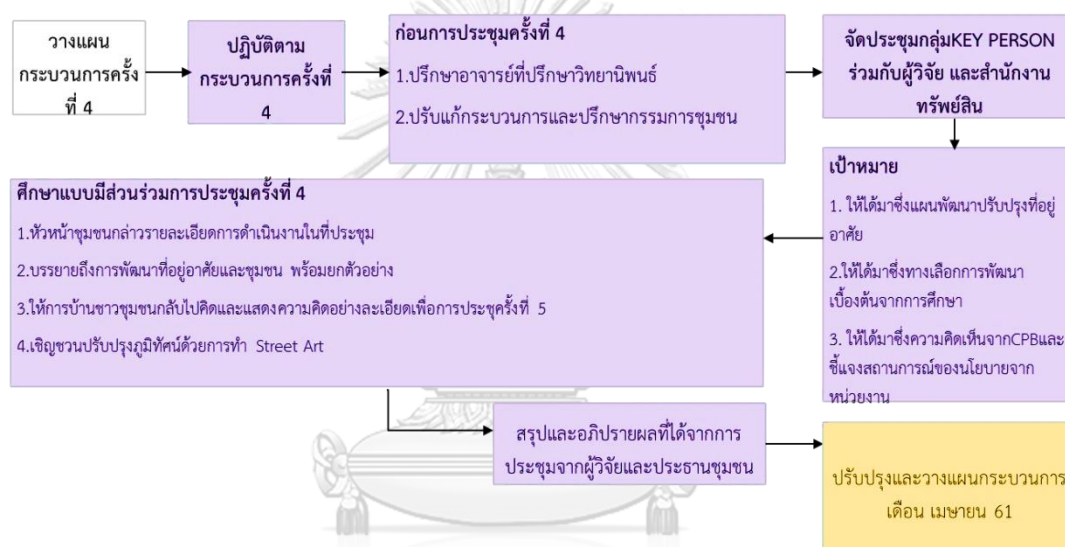 วางแผน
กระบวนการครั้ง
ที่ 4
ปฏิบัติตาม
กระบวนการครั้งที่
4
ก่อนการประชุมครั้งที่ 4
1.ปรึกษาอาจารย์ที่ปรึกษาวิทยานิพนธ์
2.ปรับแก้กระบวนการและปรึกษากรรมการชุมชน
จัดประชุมกลุ่มKEY PERSON
ร่วมกับผู้วิจัย และสำนักงาน
ทรัพย์สิน
เป้าหมาย
1. ให้ได้มาซึ่งแผนพัฒนาปรับปรุงที่อยู่
อาศัย
2.ให้ได้มาซึ่งทางเลือกการพัฒนา
เบื้องต้นจากการศึกษา
3. ให้ได้มาซึ่งความคิดเห็นจากCPBและ
ชี้แจงสถานการณ์ของนโยบายจาก
หน่วยงาน
ศึกษาแบบมีส่วนร่วมการประชุมครั้งที่ 4
1.หัวหน้าชุมชนกล่าวรายละเอียดการดำเนินงานในที่ประชุม
2.บรรยายถึงการพัฒนาที่อยู่อาศัยและชุมชน พร้อมยกตัวอย่าง
3.ให้การบ้านชาวชุมชนกลับไปคิดและแสดงความคิดอย่างละเอียดเพื่อการประชุครั้งที่ 5
4.เชิญชวนปรับปรุงภูมิทัศน์ด้วยการทำ Street Art
สรุปและอภิปรายผลที่ได้จากการ
ประชุมจากผู้วิจัยและประธานชุมชน
ปรับปรุงและวางแผนกระบวนการ
เดือน เมษายน 61